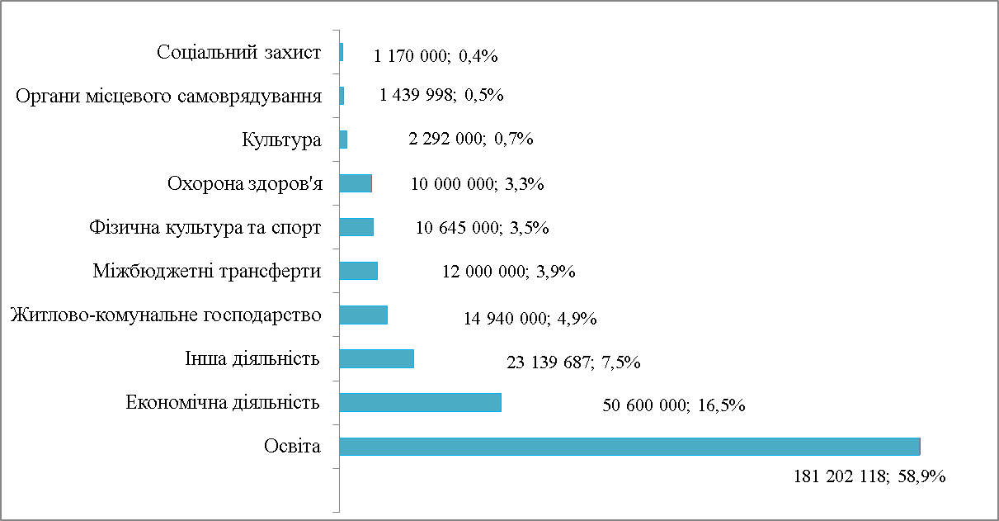 Соціальний захист 1 170 000; 0,4%
Органи місцевого самоврядування 1 439 998; 0,5%
Культура 2 292 000; 0,7%
Охорона здоров'я 10 000 000; 3,3%
Фізична культура та спорт 10 645 000; 3,5%
Міжбюджетні трансферти 12 000 000; 3,9%
Житлово-комунальне господарство 14 940 000; 4,9%
Інша діяльність 23 139 687; 7,5%
Економічна діяльність 50 600 000; 16,5%
Освіта
181 202 118; 58,9%